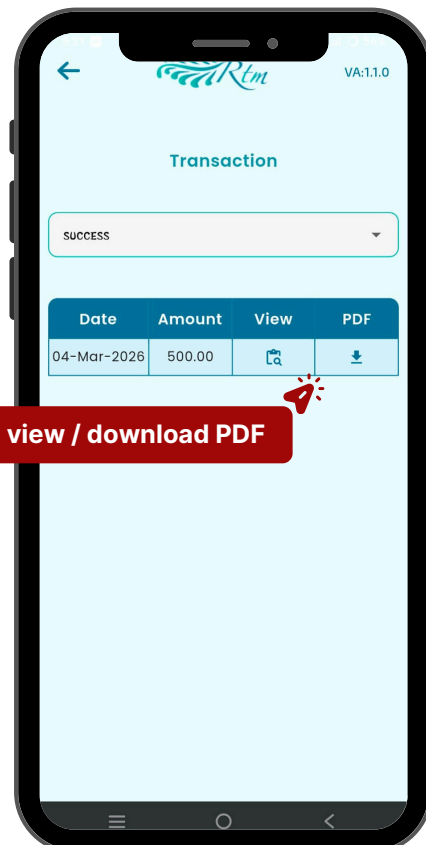 Rtm
VA:1.1.0
Transaction
SUCCESS
Date Amount View PDF
04-Mar-2026 500.00
view / download PDF